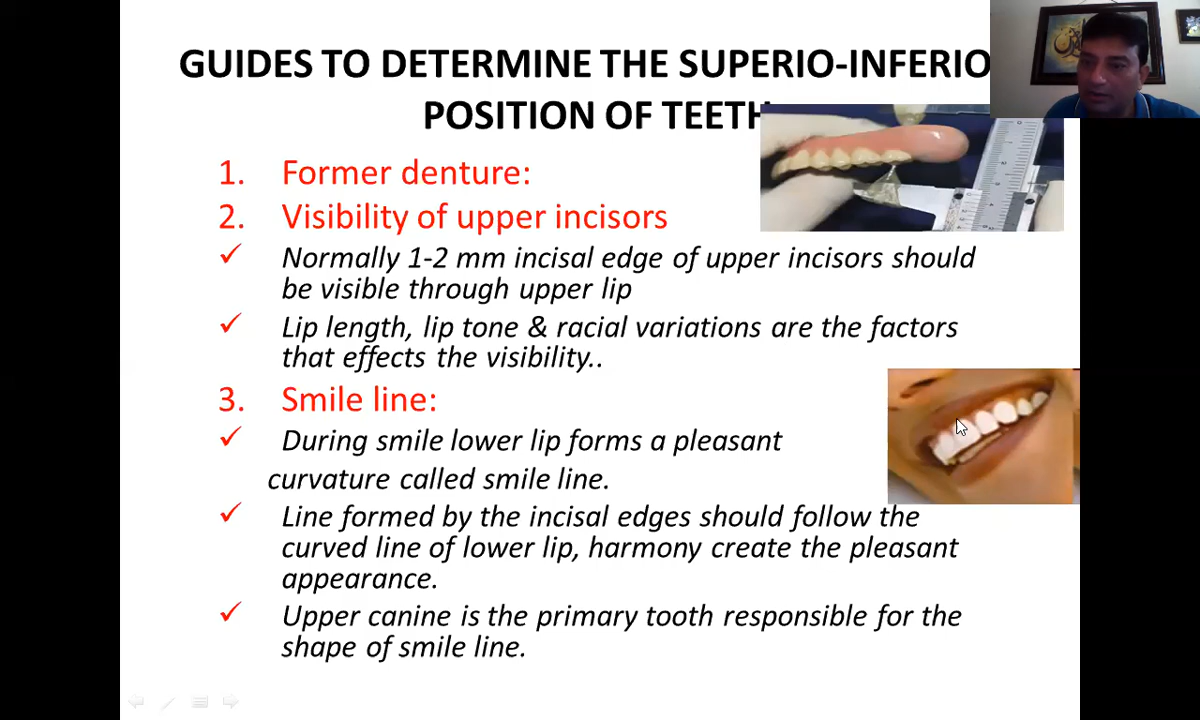 GUIDES TO DETERMINE THE SUPERIO-INFERIO
POSITION OF TEETH
1. Former denture:
2. Visibility of upper incisors
✓ Normally 1-2 mm incisal edge of upper incisors should
be visible through upper lip
✓ Lip length, lip tone & racial variations are the factors
that effects the visibility..
3. Smile line:
✓ During smile lower lip forms a pleasant
curvature called smile line.
✓ Line formed by the incisal edges should follow the
curved line of lower lip, harmony create the pleasant
appearance.
✓ Upper canine is the primary tooth responsible for the
shape of smile line.